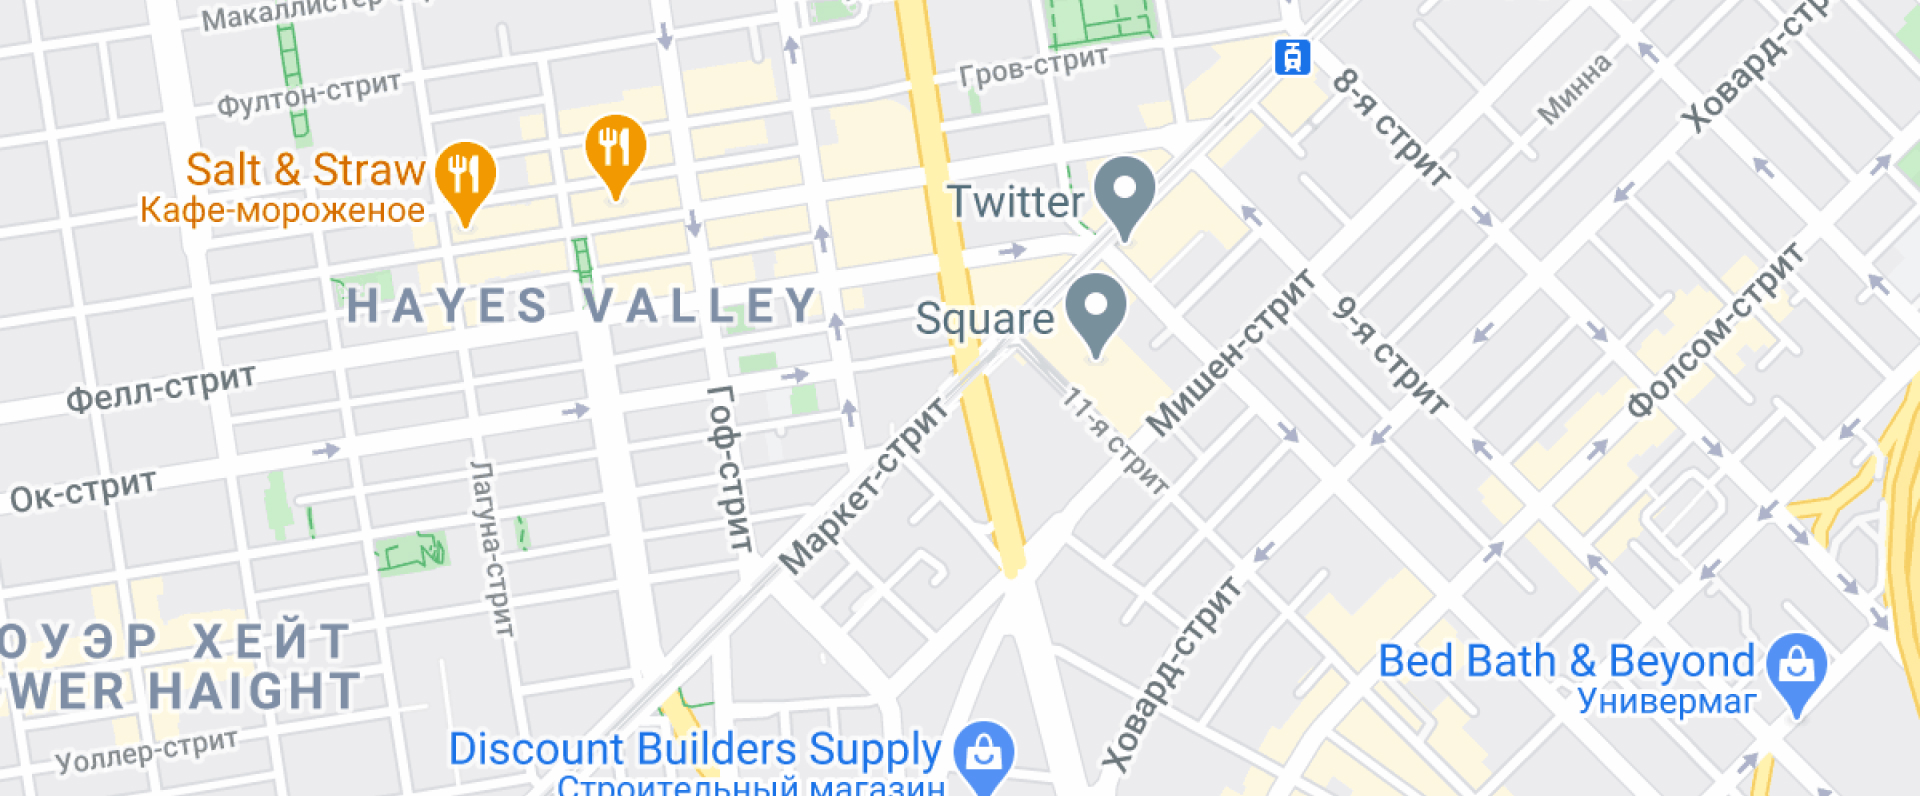 Макаллистер
Фултон-стрит
Гров-стрит
8-я стрит
Минна
Ховард-стр
Salt & Straw
Кафе-мороженое
Twitter
Square
HAYES VALLEY
Фелл-стрит
Гоф-стрит
Маркет-стрит
11-я стрит
Мишен-стрит
9-я стрит
Фолсом-стрит
Ок-стрит
Лагуна-стрит
ОУЭР ХЕЙТ
WER HAIGHT
Уоллер-стрит
Ховард-стрит
Bed Bath & Beyond
Универмаг
Discount Builders Supply
Строительный магазин